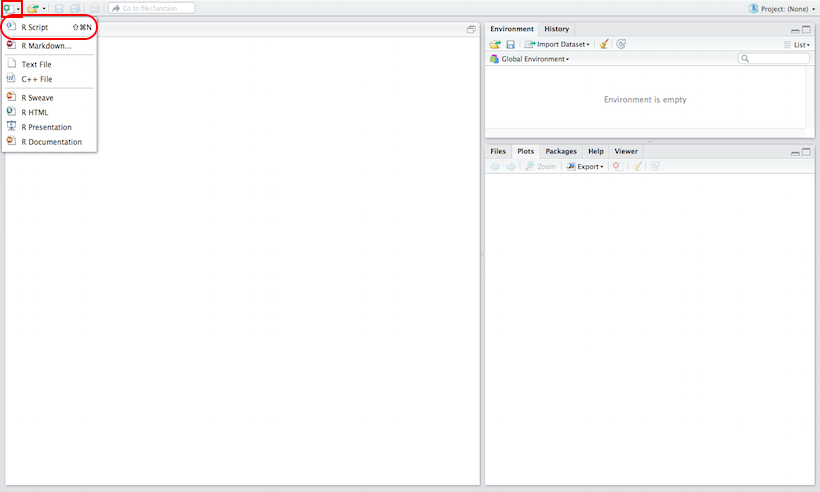 Go to file/function
Project: (None)
R Script ⇧⌘N
R Markdown...
Text File
C++ File
R Sweave
R HTML
R Presentation
R Documentation
Environment History
Import Dataset List
Global Environment
Environment is empty
Files Plots Packages Help Viewer
Zoom Export